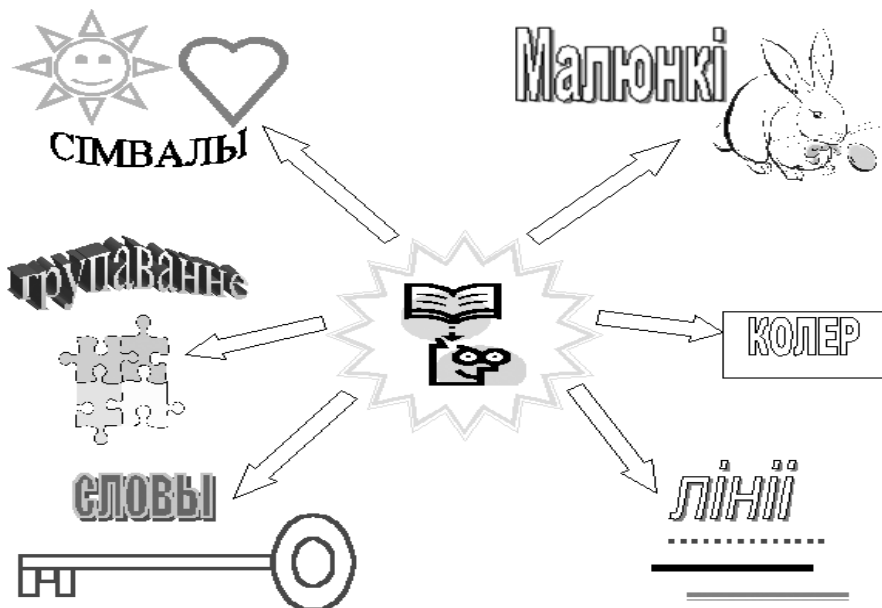 Малюнкі
СІМВАЛЫ
групаванне
КОЛЕР
словы
лініі